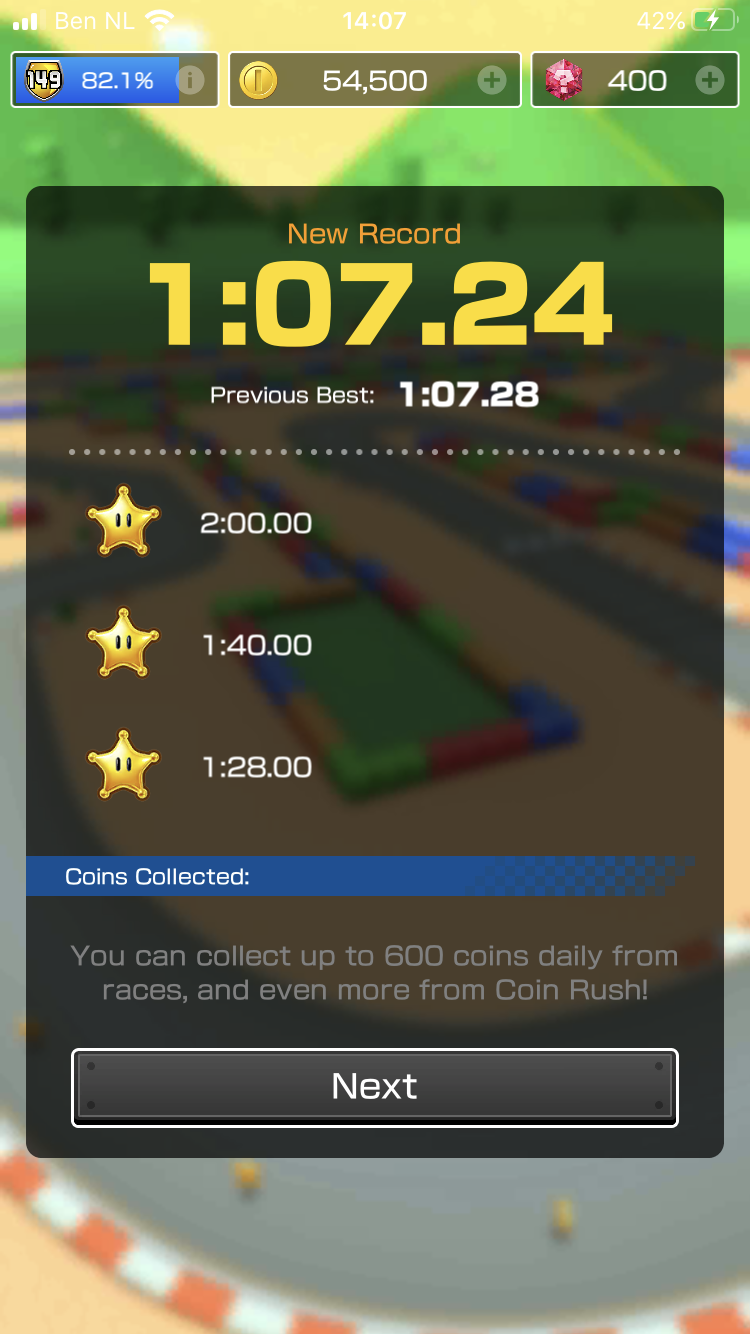 Ben NL 14:07 42%
149 82.1% i 54,500 + 400 +
New Record
1:07.24
Previous Best: 1:07.28
2:00.00
1:40.00
1:28.00
Coins Collected:
You can collect up to 600 coins daily from
races, and even more from Coin Rush!
Next